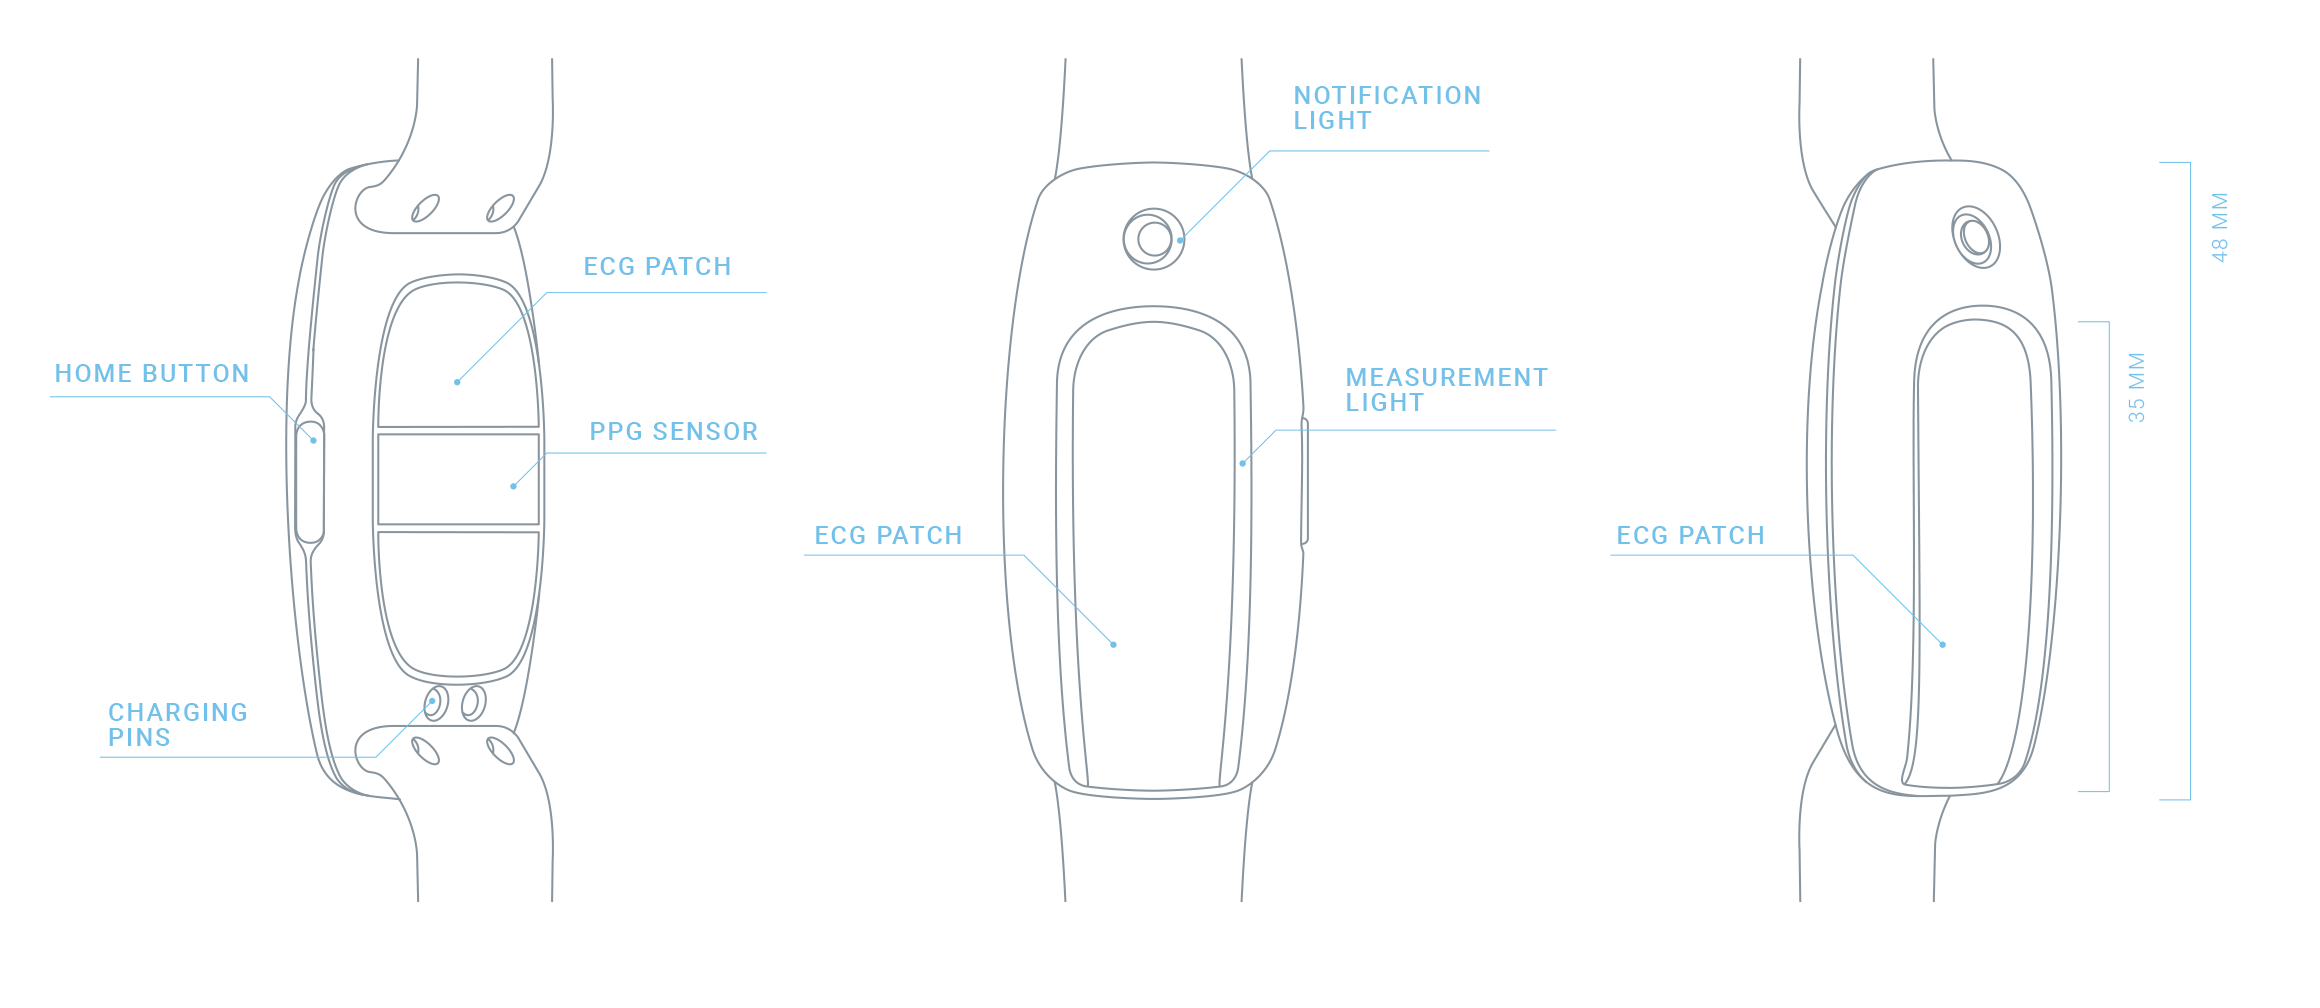 HOME BUTTON
ECG PATCH
PPG SENSOR
CHARGING
PINS
NOTIFICATION
LIGHT
MEASUREMENT
LIGHT
ECG PATCH
ECG PATCH
48 MM
35 MM